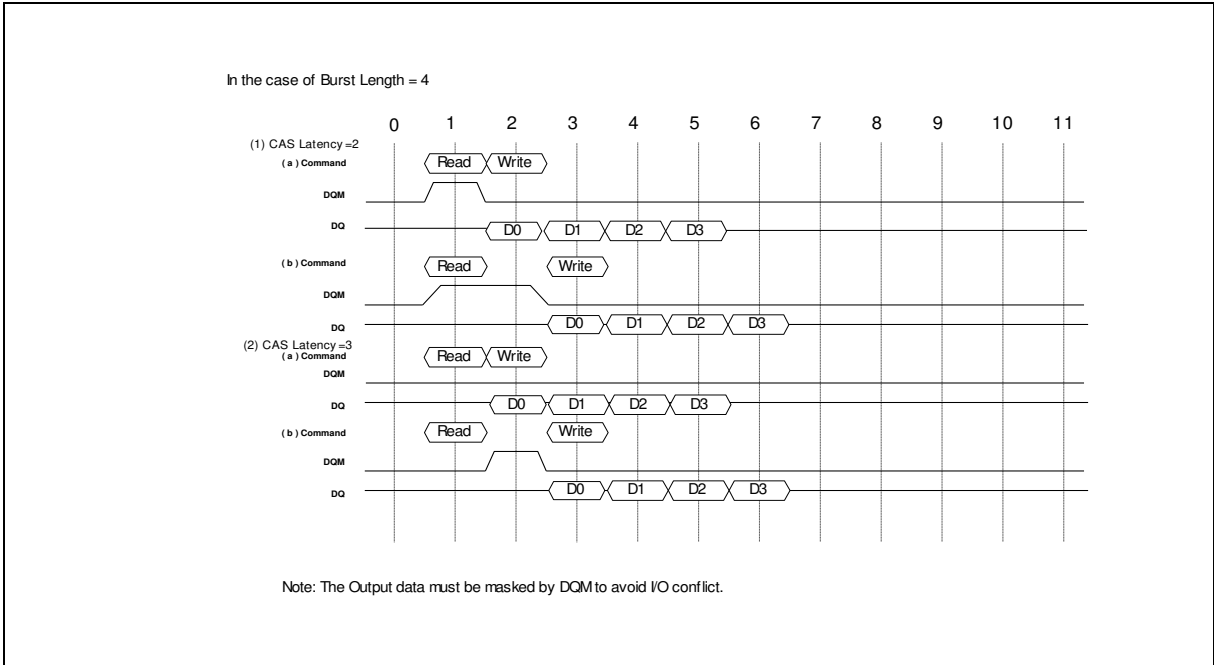 In the case of Burst Length = 4
0 1 2 3 4 5 6 7 8 9 10 11
(1) CAS Latency =2
( a ) Command Read Write
DQM
DQ D0 D1 D2 D3
( b ) Command Read Write
DQM
DQ D0 D1 D2 D3
(2) CAS Latency =3
( a ) Command Read Write
DQM
DQ D0 D1 D2 D3
( b ) Command Read Write
DQM
DQ D0 D1 D2 D3
Note: The Output data must be masked by DQM to avoid I/O conflict.